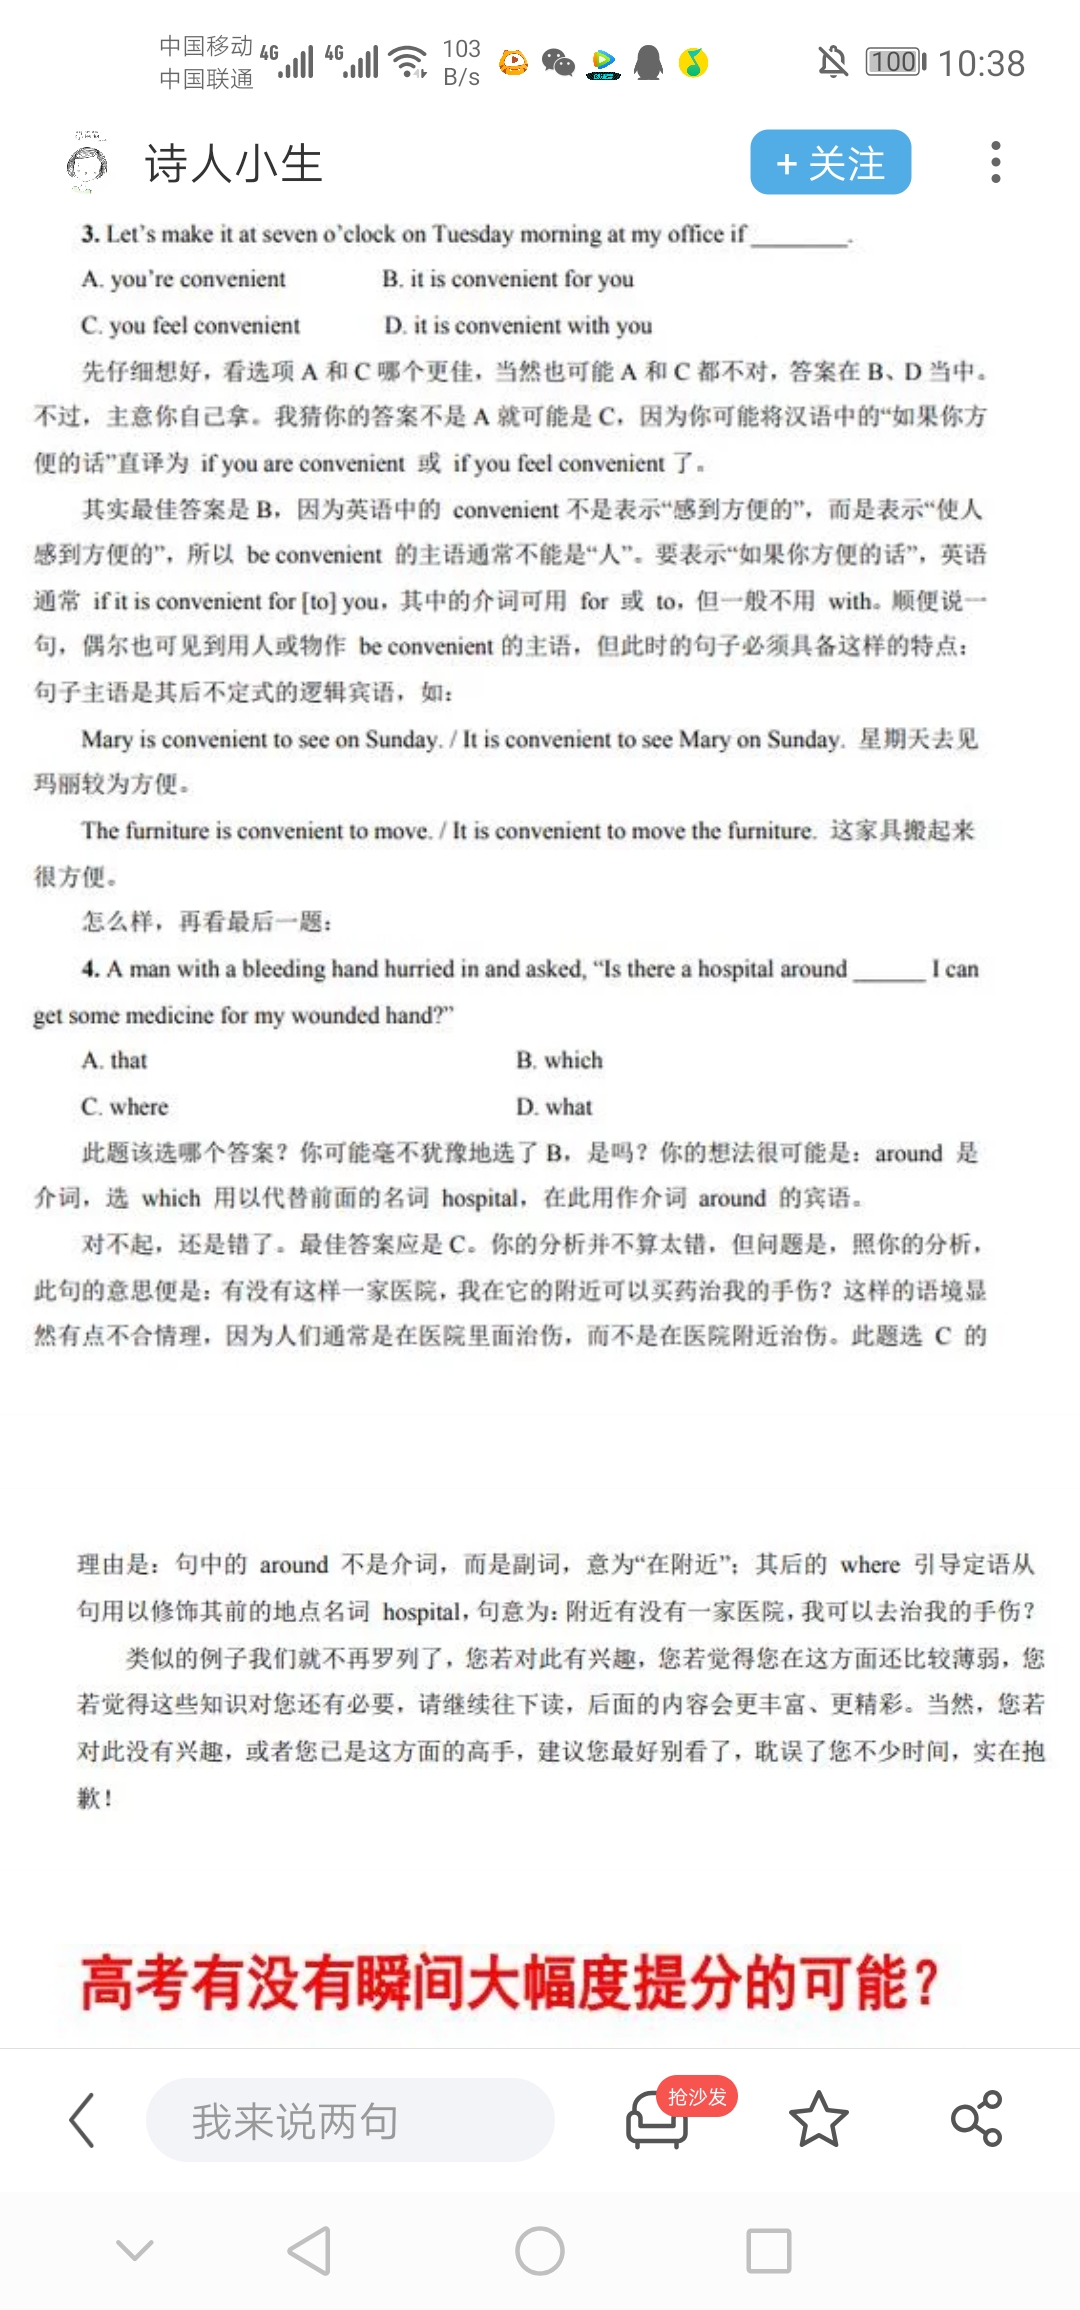 中国移动 4G 4G 103 100 10:38
中国联通 B/s
诗人小生 + 关注
3. Let's make it at seven o'clock on Tuesday morning at my office if ________.
A. you're convenient B. it is convenient for you
C. you feel convenient D. it is convenient with you
先仔细想好，看选项 A 和 C 哪个更佳，当然也可能 A 和 C 都不对，答案在 B、D 当中。
不过，主意你自己拿。我猜你的答案不是 A 就可能是 C，因为你可能将汉语中的“如果你方
便的话”直译为 if you are convenient 或 if you feel convenient 了。
其实最佳答案是 B，因为英语中的 convenient 不是表示“感到方便的”，而是表示“使人
感到方便的”，所以 be convenient 的主语通常不能是“人”。要表示“如果你方便的话”，英语
通常 if it is convenient for [to] you，其中的介词可用 for 或 to，但一般不用 with。顺便说一
句，偶尔也可见到用人或物作 be convenient 的主语，但此时的句子必须具备这样的特点：
句子主语是其后不定式的逻辑宾语，如：
Mary is convenient to see on Sunday. / It is convenient to see Mary on Sunday. 星期天去见
玛丽较为方便。
The furniture is convenient to move. / It is convenient to move the furniture. 这家具搬起来
很方便。
怎么样，再看最后一题：
4. A man with a bleeding hand hurried in and asked, “Is there a hospital around ______ I can
get some medicine for my wounded hand?”
A. that B. which
C. where D. what
此题该选哪个答案？你可能毫不犹豫地选了 B，是吗？你的想法很可能是：around 是
介词，选 which 用以代替前面的名词 hospital，在此用作介词 around 的宾语。
对不起，还是错了。最佳答案应是 C。你的分析并不算太错，但问题是，照你的分析，
此句的意思便是：有没有这样一家医院，我在它的附近可以买药治我的手伤？这样的语境显
然有点不合情理，因为人们通常是在医院里面治伤，而不是在医院附近治伤。此题选 C 的
理由是：句中的 around 不是介词，而是副词，意为“在附近”；其后的 where 引导定语从
句用以修饰其前的地点名词 hospital，句意为：附近有没有一家医院，我可以去治我的手伤？
类似的例子我们就不再罗列了，您若对此有兴趣，您若觉得您在这方面还比较薄弱，您
若觉得这些知识对您还有必要，请继续往下读，后面的内容会更丰富、更精彩。当然，您若
对此没有兴趣，或者您已是这方面的高手，建议您最好别看了，耽误了您不少时间，实在抱
歉！
高考有没有瞬间大幅度提分的可能？
我来说两句 抢沙发